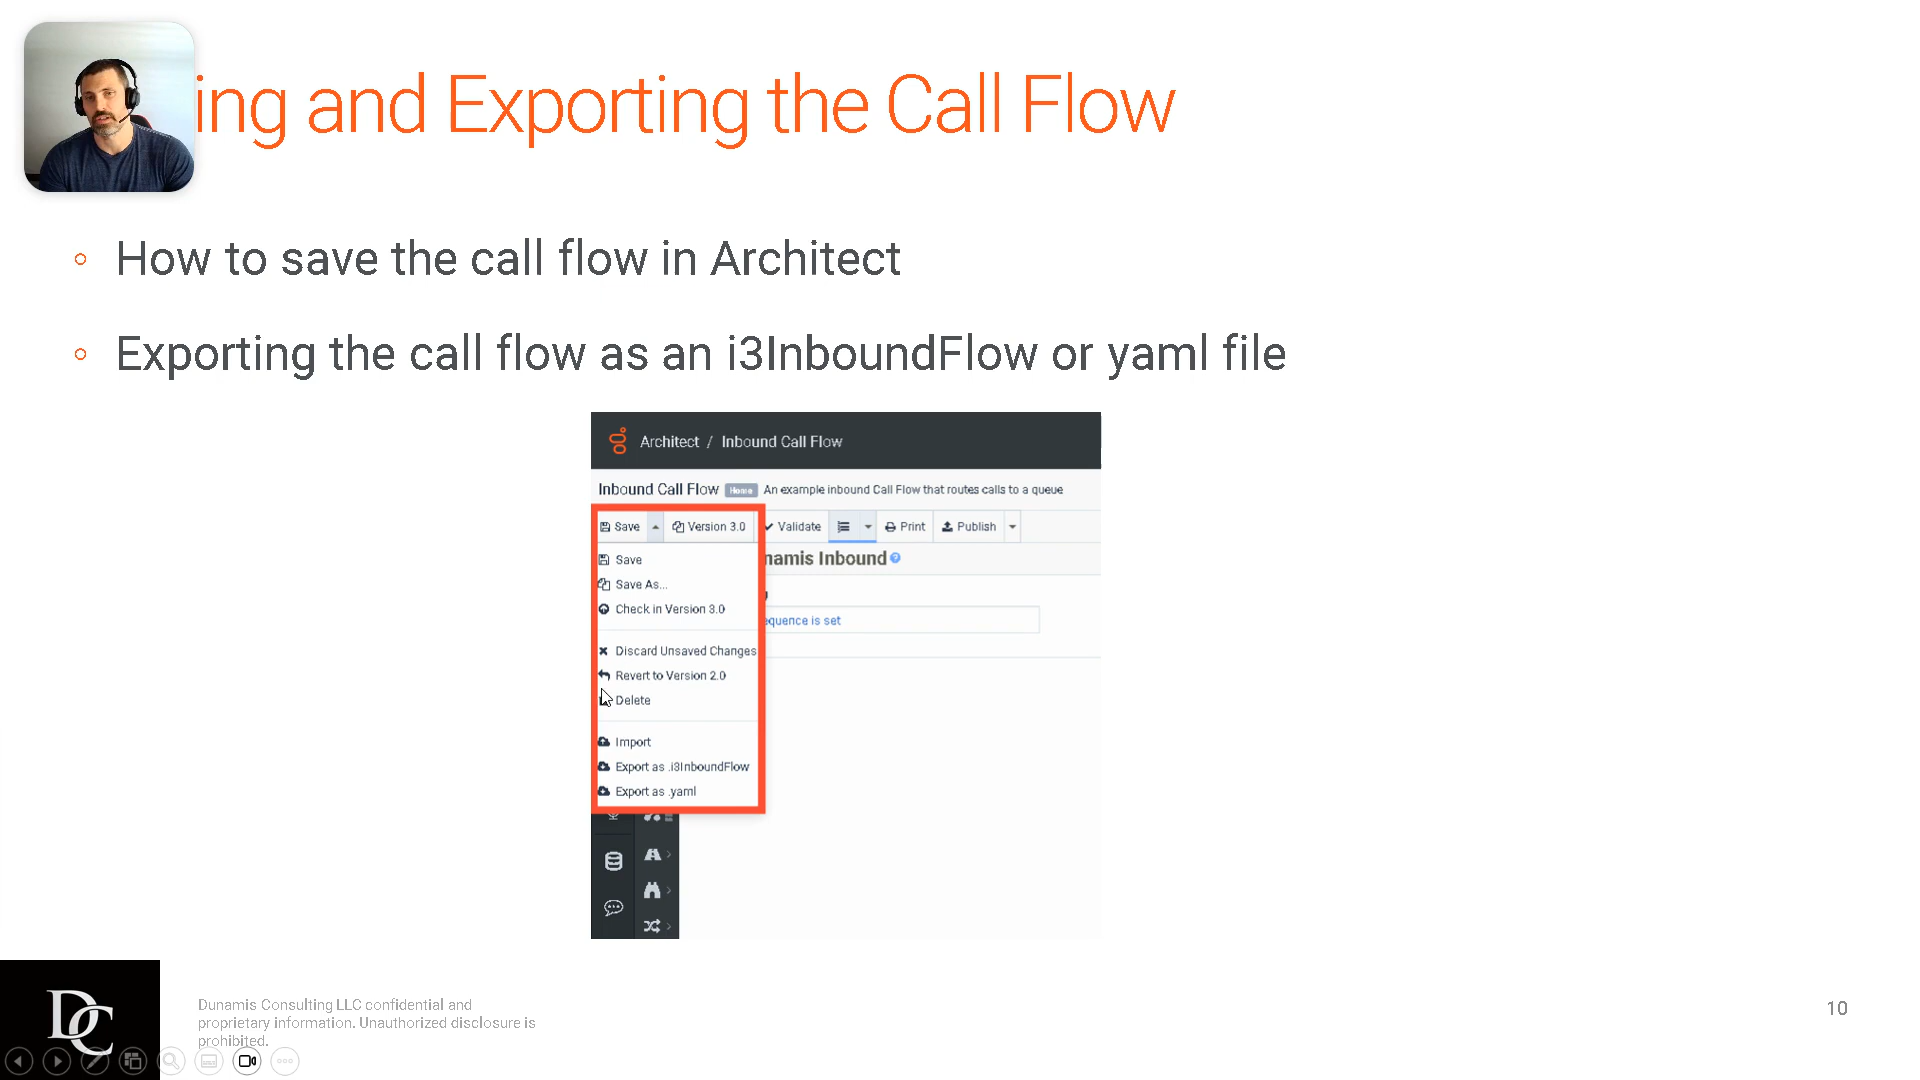 ing and Exporting the Call Flow
How to save the call flow in Architect
Exporting the call flow as an i3InboundFlow or yaml file
Architect / Inbound Call Flow
Inbound Call Flow Home An example inbound Call Flow that routes calls to a queue
Save Version 3.0 Validate Print Publish
Save
namis Inbound
Save As...
Check in Version 3.0
equence is set
Discard Unsaved Changes
Revert to Version 2.0
Delete
Import
Export as .i3InboundFlow
Export as .yaml
DC
Dunamis Consulting LLC confidential and
proprietary information. Unauthorized disclosure is
prohibited.
10